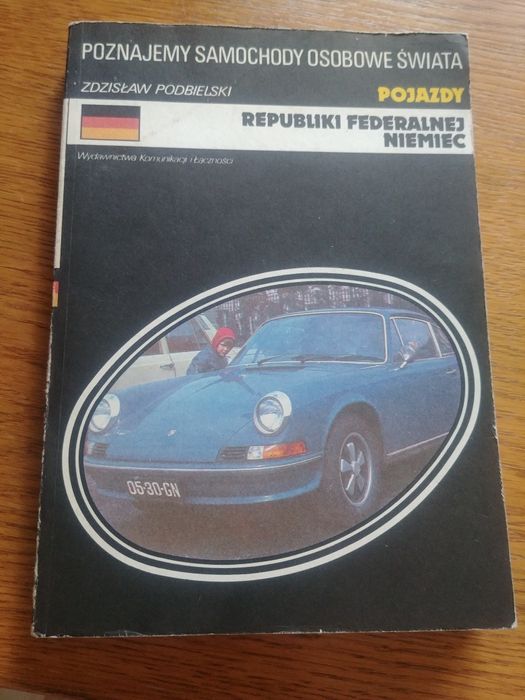 POZNAJEMY SAMOCHODY OSOBOWE ŚWIATA
ZDZISŁAW PODBIELSKI
POJAZDY
REPUBLIKI FEDERALNEJ
NIEMIEC
Wydawnictwa Komunikacji i Łączności
05-30-GN